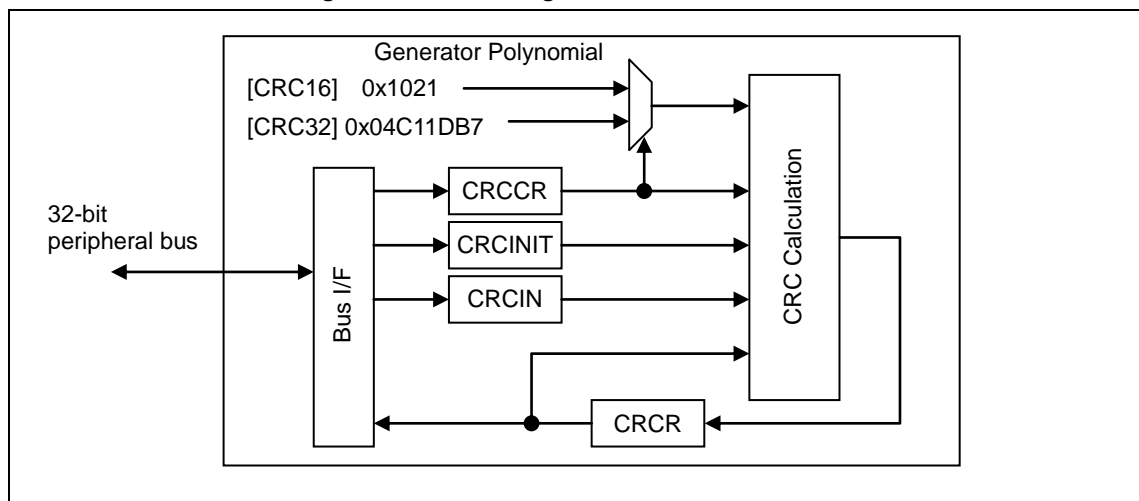 Generator Polynomial
[CRC16] 0x1021
[CRC32] 0x04C11DB7
32-bit
peripheral bus
Bus I/F
CRCCR
CRCINIT
CRCIN
CRCR
CRC Calculation